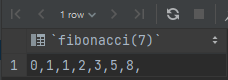 1 row
`fibonacci(7)`
1 0,1,1,2,3,5,8,